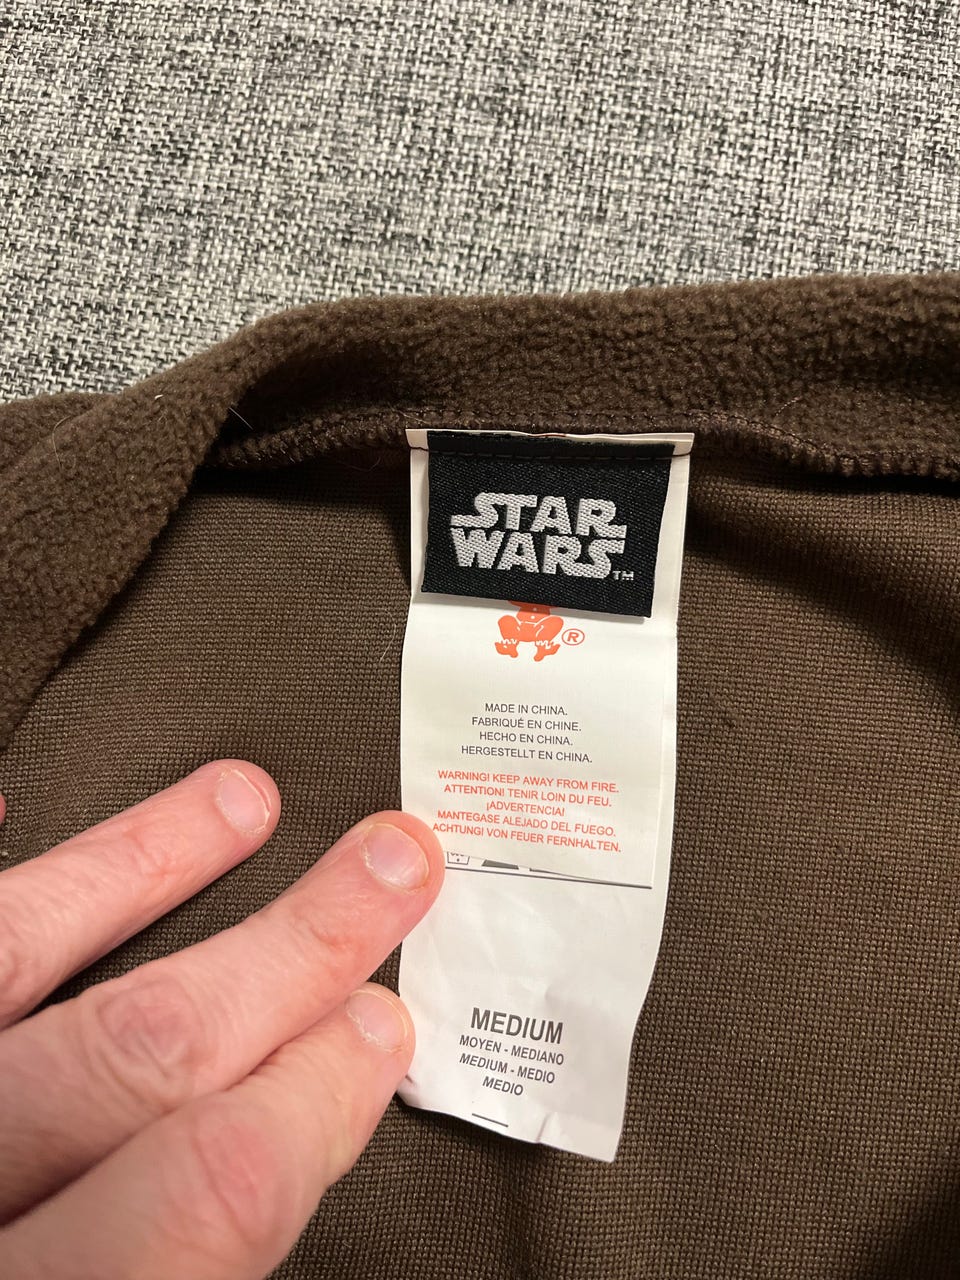 STAR
WARS™
®
MADE IN CHINA.
FABRIQUÉ EN CHINE.
HECHO EN CHINA.
HERGESTELLT EN CHINA.
WARNING! KEEP AWAY FROM FIRE.
ATTENTION! TENIR LOIN DU FEU.
¡ADVERTENCIA!
MANTEGASE ALEJADO DEL FUEGO.
ACHTUNG! VON FEUER FERNHALTEN.
MEDIUM
MOYEN - MEDIANO
MEDIUM - MEDIO
MEDIO